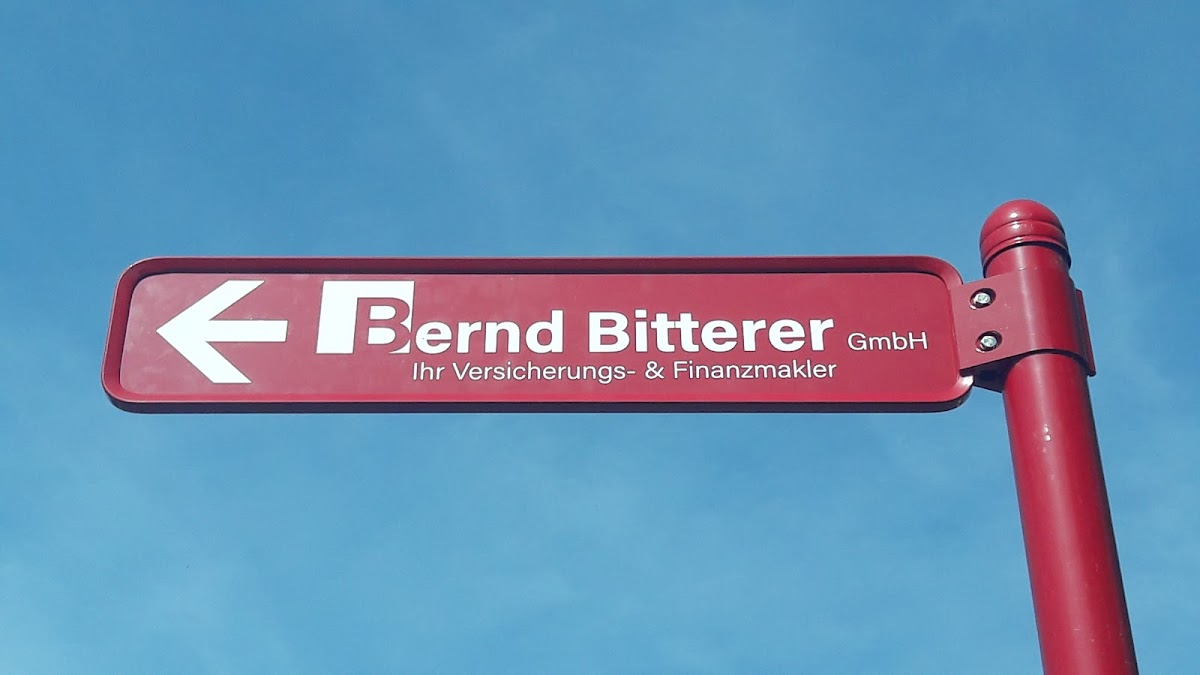 Bernd Bitterer GmbH
Ihr Versicherungs- & Finanzmakler